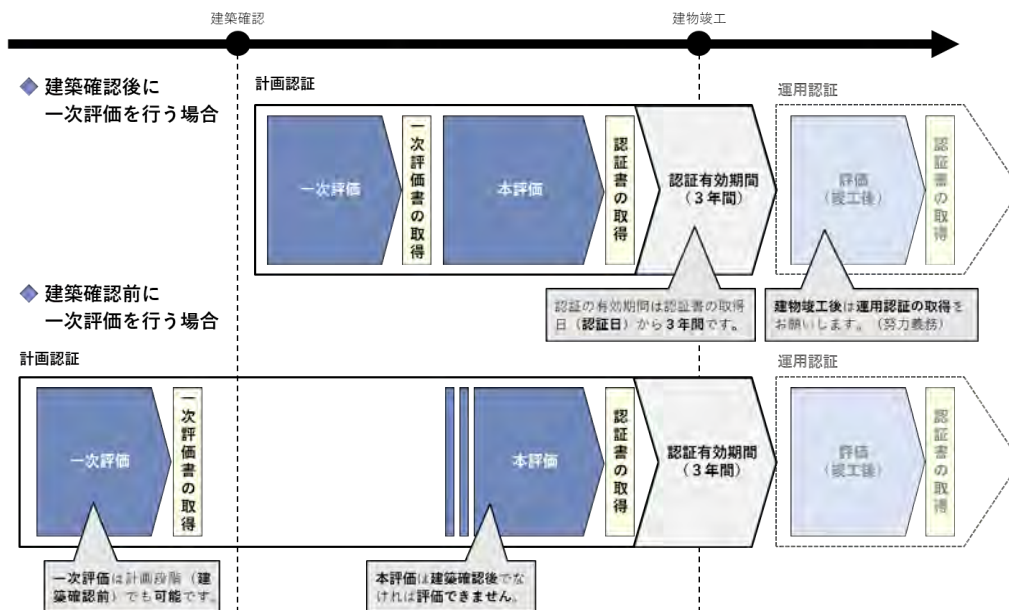 建築確認
建物竣工
◆ 建築確認後に
一次評価を行う場合
計画認証
一次評価
一次評価書の取得
本評価
認証書の取得
認証有効期間
(3年間)
運用認証
評価
(竣工後)
認証書の取得
認証の有効期間は認証書の取得
日(認証日)から3年間です。
建物竣工後は運用認証の取得を
お願いします。(努力義務)
◆ 建築確認前に
一次評価を行う場合
計画認証
一次評価
一次評価書の取得
本評価
認証書の取得
認証有効期間
(3年間)
運用認証
評価
(竣工後)
認証書の取得
一次評価は計画段階(建
築確認前)でも可能です。
本評価は建築確認後でな
ければ評価できません。